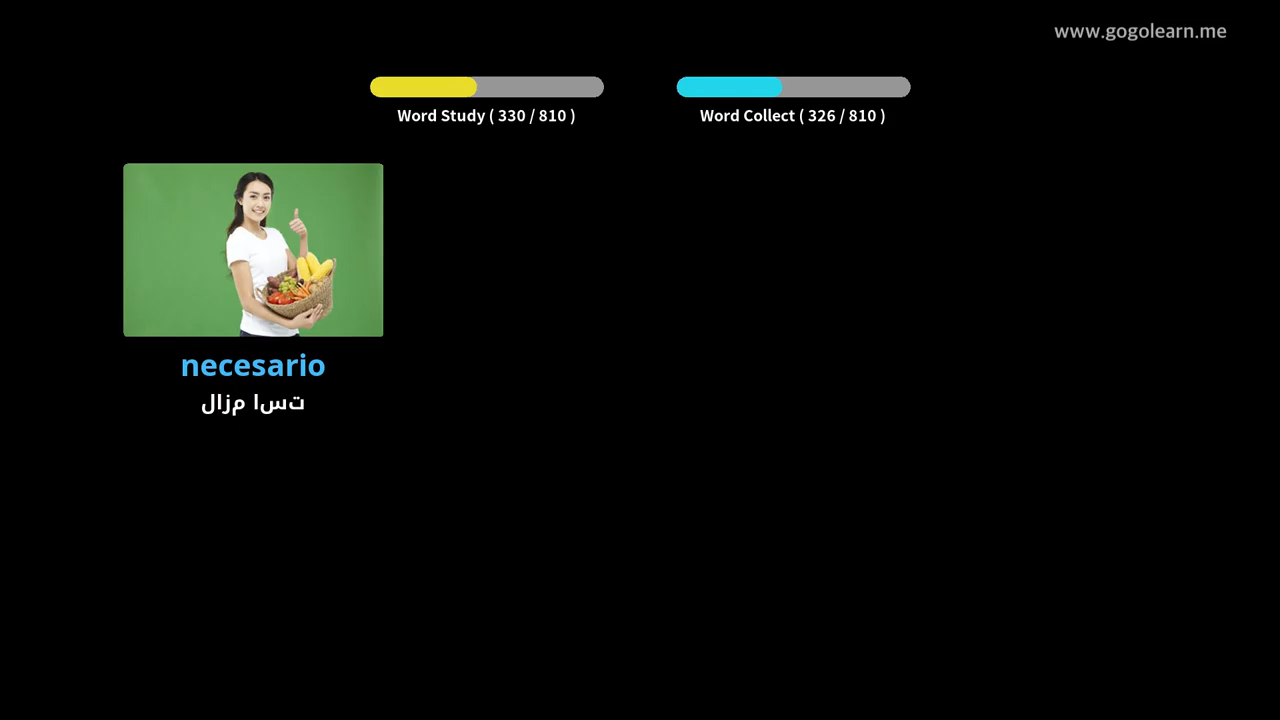 www.gogolearn.me
Word Study ( 330 / 810 )
Word Collect ( 326 / 810 )
necesario
لازم است